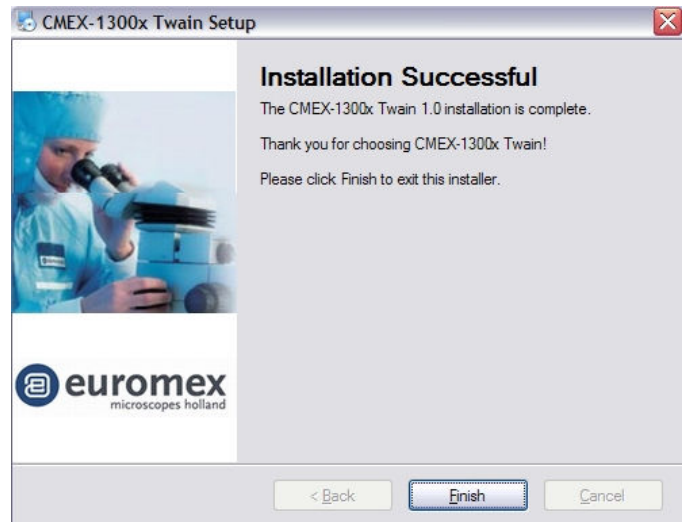 CMEX-1300x Twain Setup
Installation Successful
The CMEX-1300x Twain 1.0 installation is complete.
Thank you for choosing CMEX-1300x Twain!
Please click Finish to exit this installer.
euromex
microscopes holland
< Back
Finish
Cancel